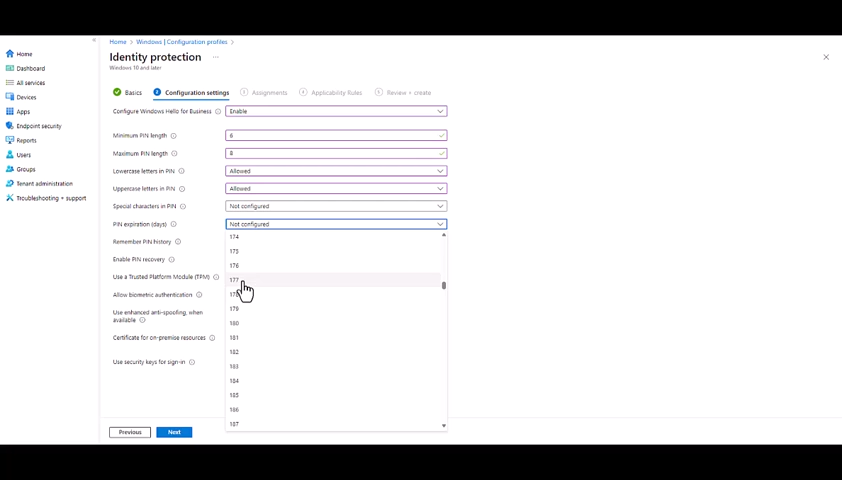 Home > Windows | Configuration profiles >
Identity protection ...
Windows 10 and later
Home
Dashboard
All services
Devices
Apps
Endpoint security
Reports
Users
Groups
Tenant administration
Troubleshooting + support
Basics
2 Configuration settings
3 Assignments
4 Applicability Rules
5 Review + create
Configure Windows Hello for Business Enable
Minimum PIN length 6
Maximum PIN length 8
Lowercase letters in PIN Allowed
Uppercase letters in PIN Allowed
Special characters in PIN Not configured
PIN expiration (days) Not configured
Remember PIN history
Enable PIN recovery
Use a Trusted Platform Module (TPM)
Allow biometric authentication
Use enhanced anti-spoofing, when
available
Certificate for on-premise resources
Use security keys for sign-in
174
175
176
177
178
179
180
181
182
183
184
185
186
187
Previous
Next